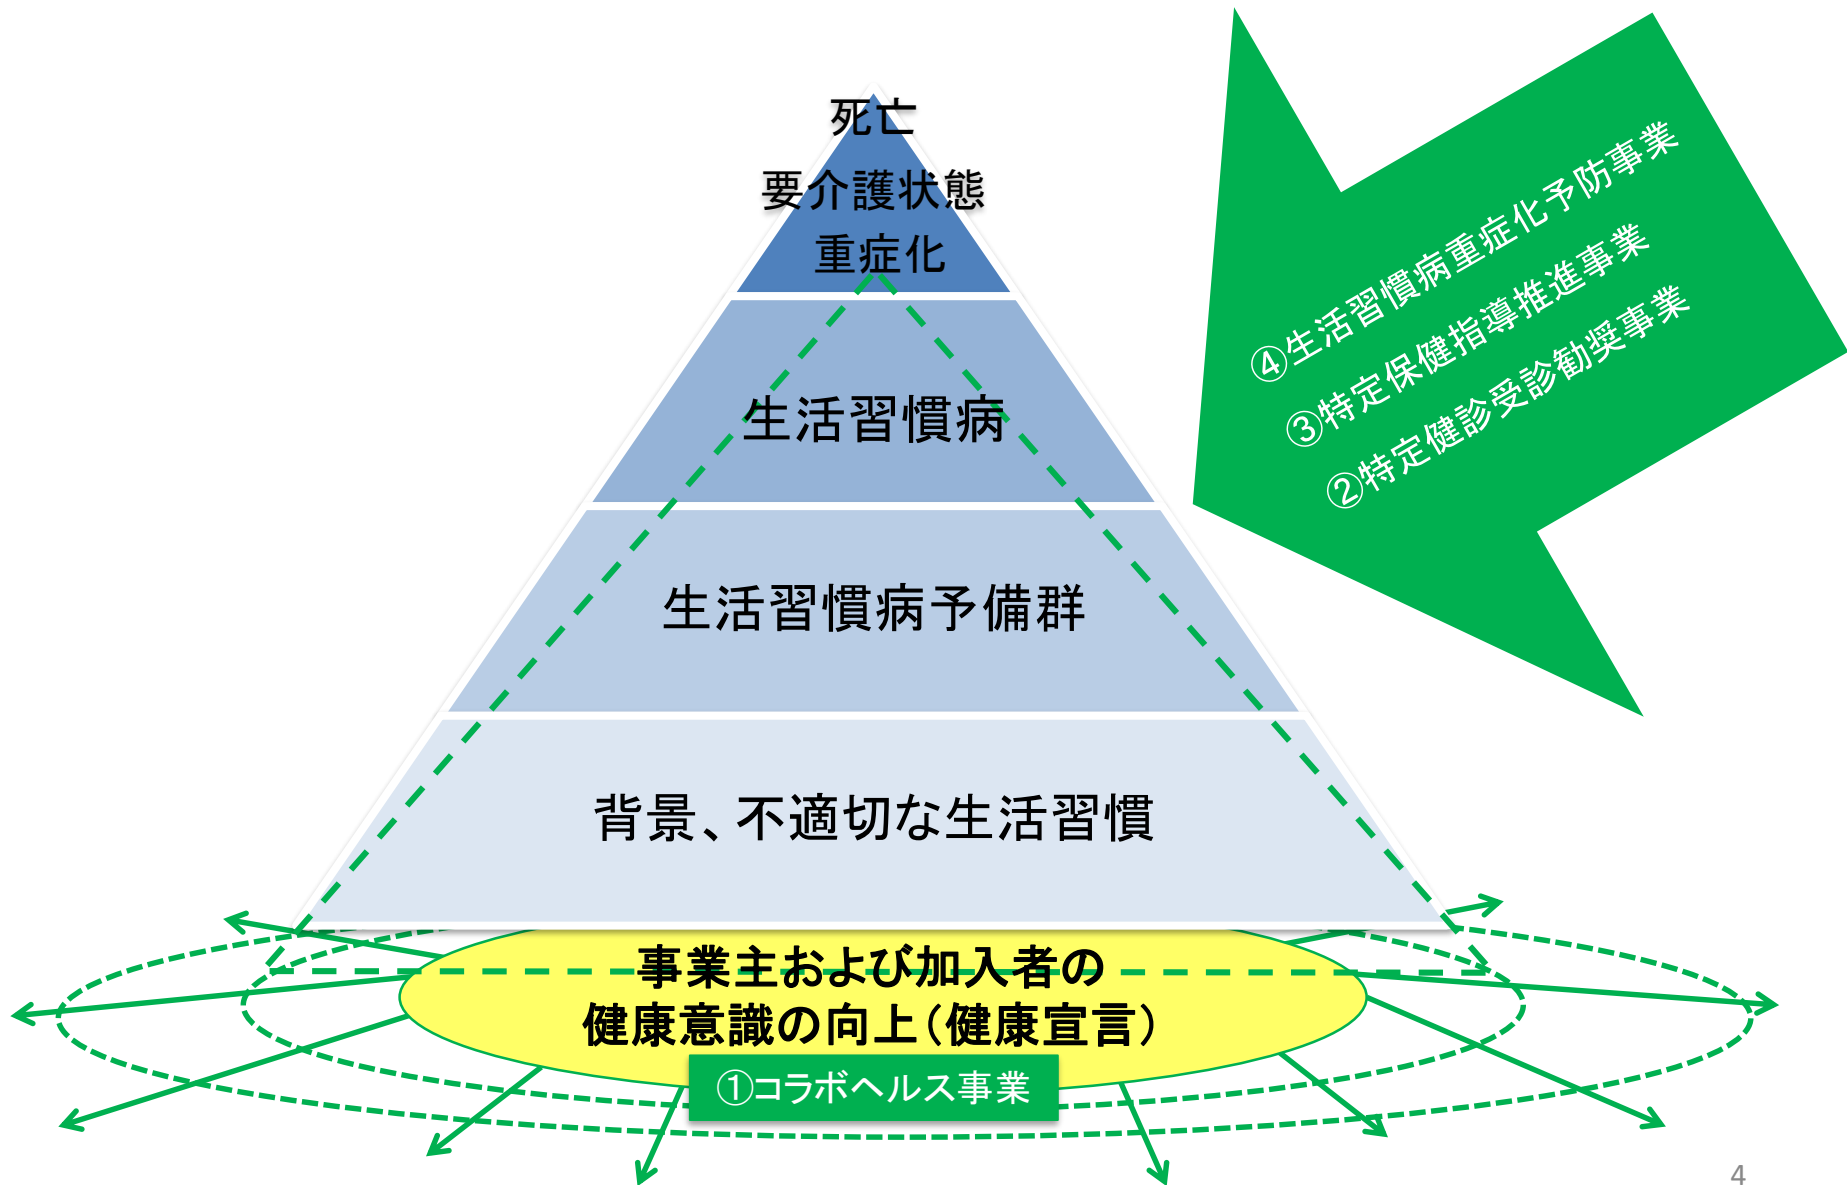 死亡
要介護状態
重症化
生活習慣病
生活習慣病予備群
背景、不適切な生活習慣
④生活習慣病重症化予防事業
③特定保健指導推進事業
②特定健診受診勧奨事業
事業主および加入者の
健康意識の向上(健康宣言)
①コラボヘルス事業
4